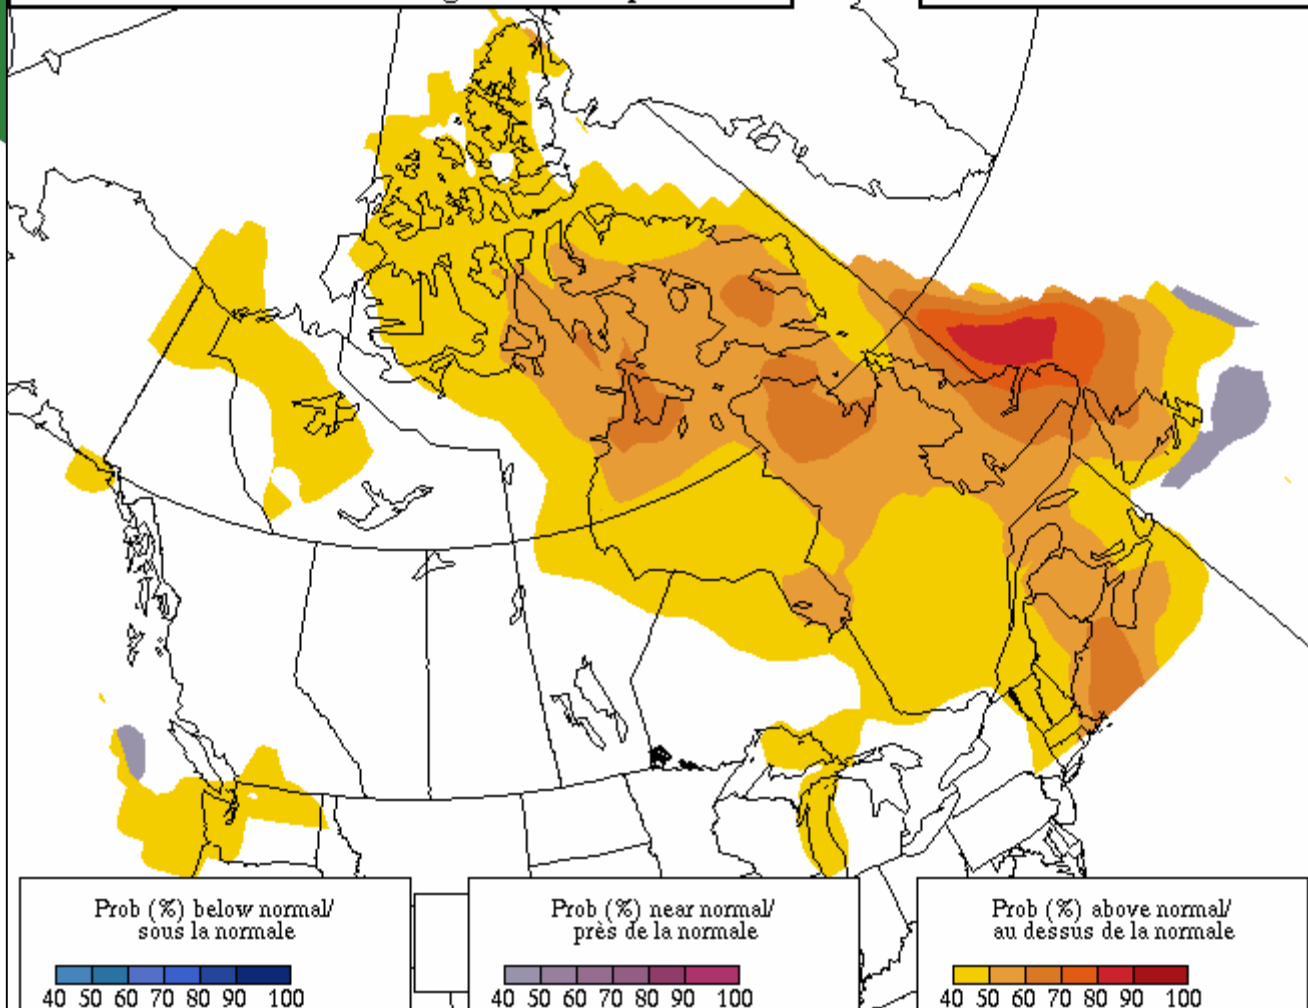 Prob (%) below normal/
sous la normale
40 50 60 70 80 90 100
Prob (%) near normal/
près de la normale
40 50 60 70 80 90 100
Prob (%) above normal/
au dessus de la normale
40 50 60 70 80 90 100